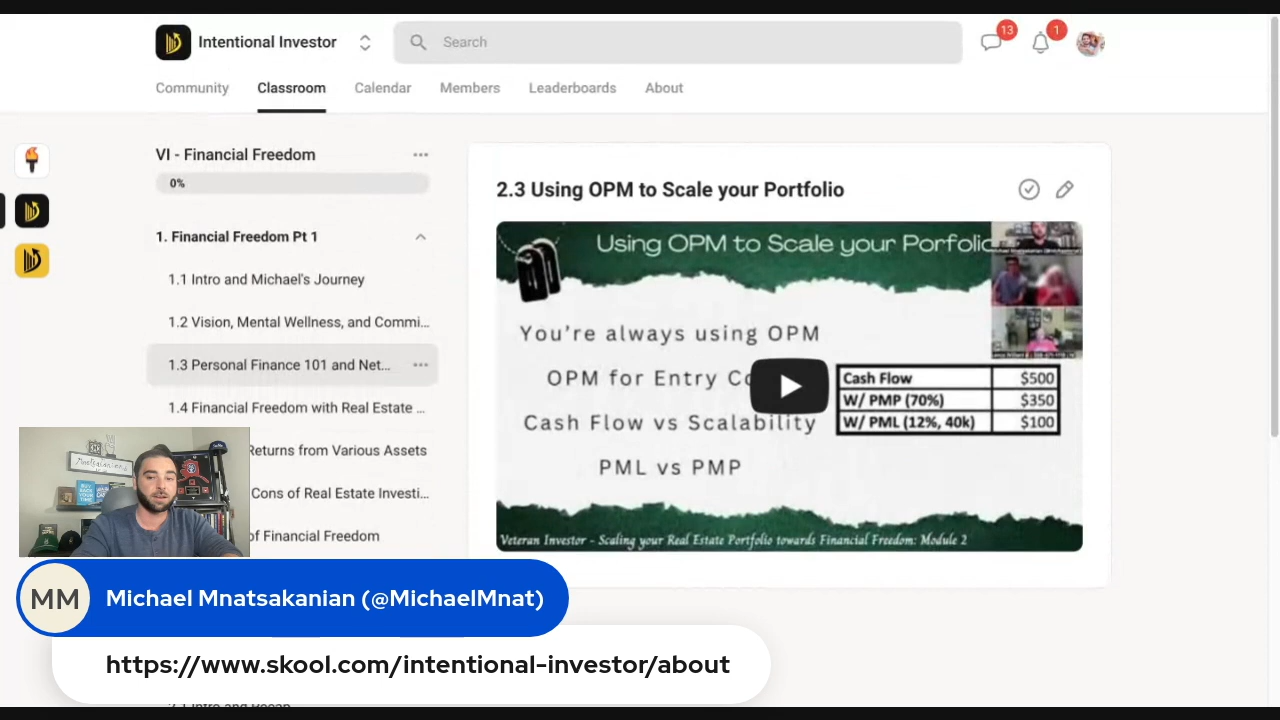 Intentional Investor
Search
13
1
Community
Classroom
Calendar
Members
Leaderboards
About
VI - Financial Freedom
0%
1. Financial Freedom Pt 1
1.1 Intro and Michael's Journey
1.2 Vision, Mental Wellness, and Commi...
1.3 Personal Finance 101 and Net...
1.4 Financial Freedom with Real Estate ...
Returns from Various Assets
Cons of Real Estate Investi...
of Financial Freedom
2.3 Using OPM to Scale your Portfolio
Using OPM to Scale your Porfolio
You're always using OPM
OPM for Entry Co
Cash Flow vs Scalability
PML vs PMP
Cash Flow $500
W/ PMP (70%) $350
W/ PML (12%, 40k) $100
Veteran Investor - Scaling your Real Estate Portfolio towards Financial Freedom: Module 2
MM
Michael Mnatsakanian (@MichaelMnat)
https://www.skool.com/intentional-investor/about
2.1 Intro and Recap